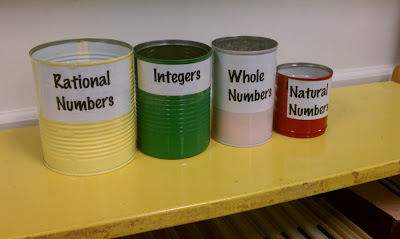 Rational
Numbers
Integers
Whole
Numbers
Natural
Numbers